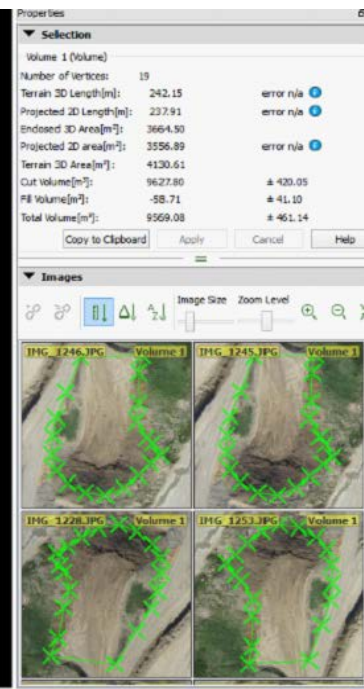 Properties
Selection
Volume 1 (Volume)
Number of Vertices: 19
Terrain 3D Length[m]: 242.15 error n/a
Projected 2D Length[m]: 237.91 error n/a
Enclosed 3D Area[m²]: 3664.50
Projected 2D area[m²]: 3556.89 error n/a
Terrain 3D Area[m²]: 4130.61
Cut Volume[m³]: 9627.80 ± 420.05
Fill Volume[m³]: -58.71 ± 41.10
Total Volume[m³]: 9569.08 ± 461.14
Copy to Clipboard Apply Cancel Help
Images
Image Size Zoom Level
IMG_1246.JPG Volume 1 IMG_1245.JPG Volume 1
IMG_1228.JPG Volume 1 IMG_1253.JPG Volume 1